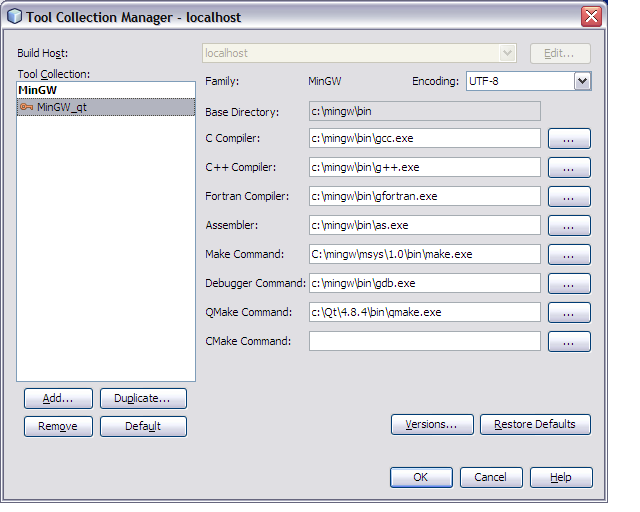 Tool Collection Manager - localhost
Build Host: localhost Edit...
Tool Collection:
MinGW
MinGW_qt
Family: MinGW Encoding: UTF-8
Base Directory: c:\mingw\bin
C Compiler: c:\mingw\bin\gcc.exe ...
C++ Compiler: c:\mingw\bin\g++.exe ...
Fortran Compiler: c:\mingw\bin\gfortran.exe ...
Assembler: c:\mingw\bin\as.exe ...
Make Command: C:\mingw\msys\1.0\bin\make.exe ...
Debugger Command: c:\mingw\bin\gdb.exe ...
QMake Command: c:\Qt\4.8.4\bin\qmake.exe ...
CMake Command: ...
Add... Duplicate...
Remove Default
Versions... Restore Defaults
OK Cancel Help